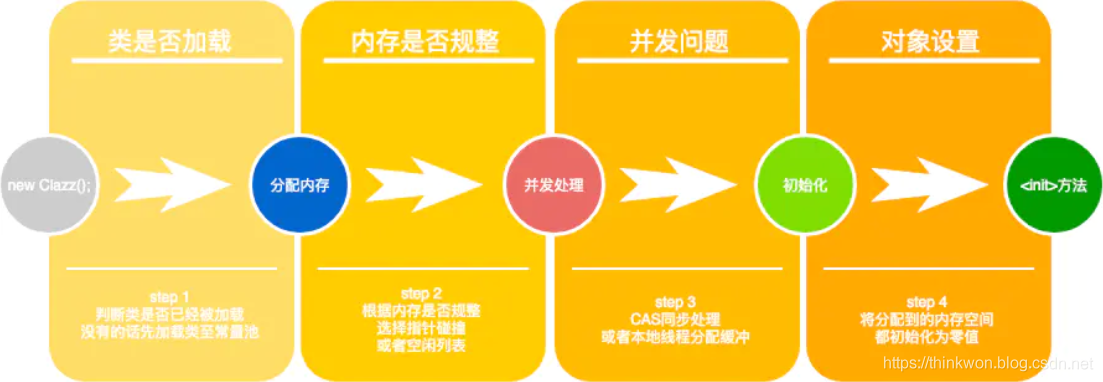 类是否加载
内存是否规整
并发问题
对象设置
new Clazz();
分配内存
并发处理
初始化
<init>方法
step 1
判断类是否已经被加载
没有的话先加载类至常量池
step 2
根据内存是否规整
选择指针碰撞
或者空闲列表
step 3
CAS同步处理
或者本地线程分配缓冲
step 4
将分配到的内存空间
都初始化为零值
https://thinkwon.blog.csdn.net